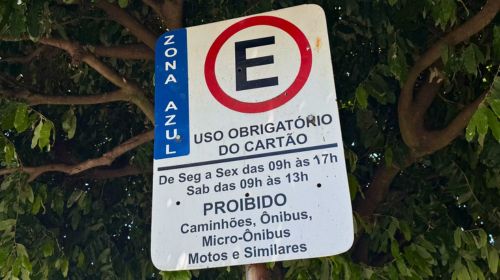 ZONA AZUL
E
USO OBRIGATÓRIO
DO CARTÃO
De Seg a Sex das 09h às 17h
Sab das 09h às 13h
PROIBIDO
Caminhões, Ônibus,
Micro-Ônibus
Motos e Similares